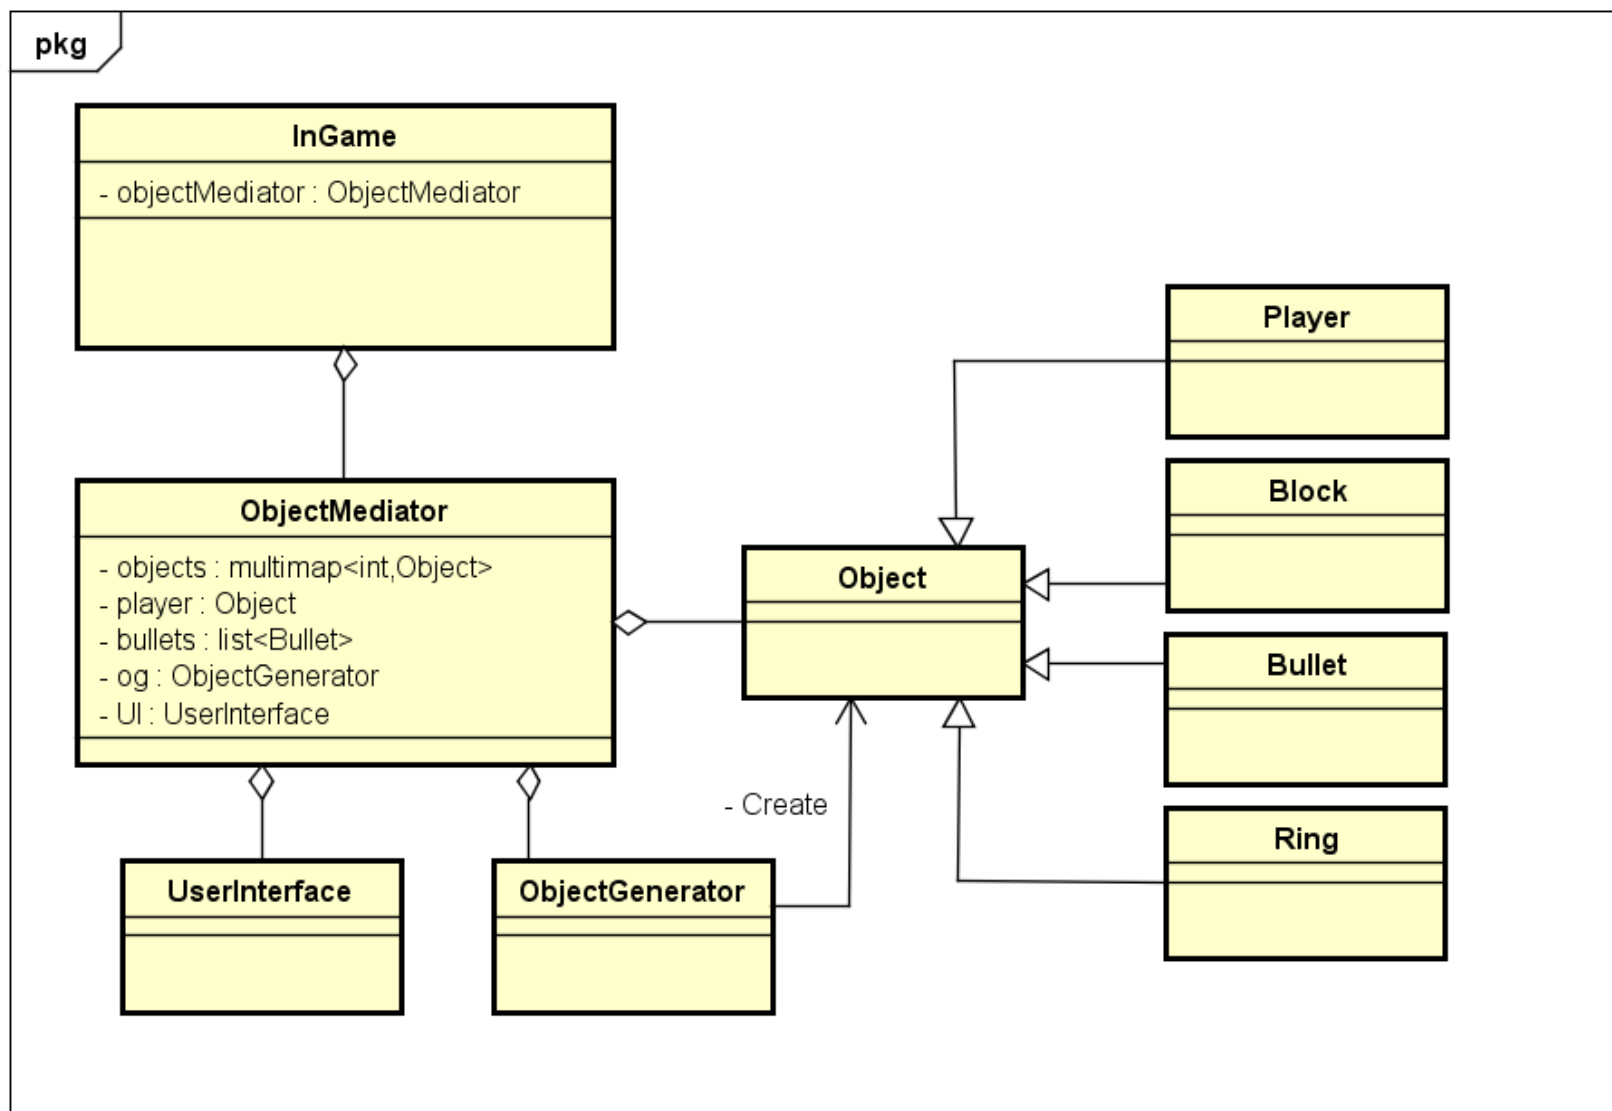 pkg
InGame
- objectMediator : ObjectMediator
ObjectMediator
- objects : multimap<int,Object>
- player : Object
- bullets : list<Bullet>
- og : ObjectGenerator
- UI : UserInterface
UserInterface
ObjectGenerator
- Create
Object
Player
Block
Bullet
Ring